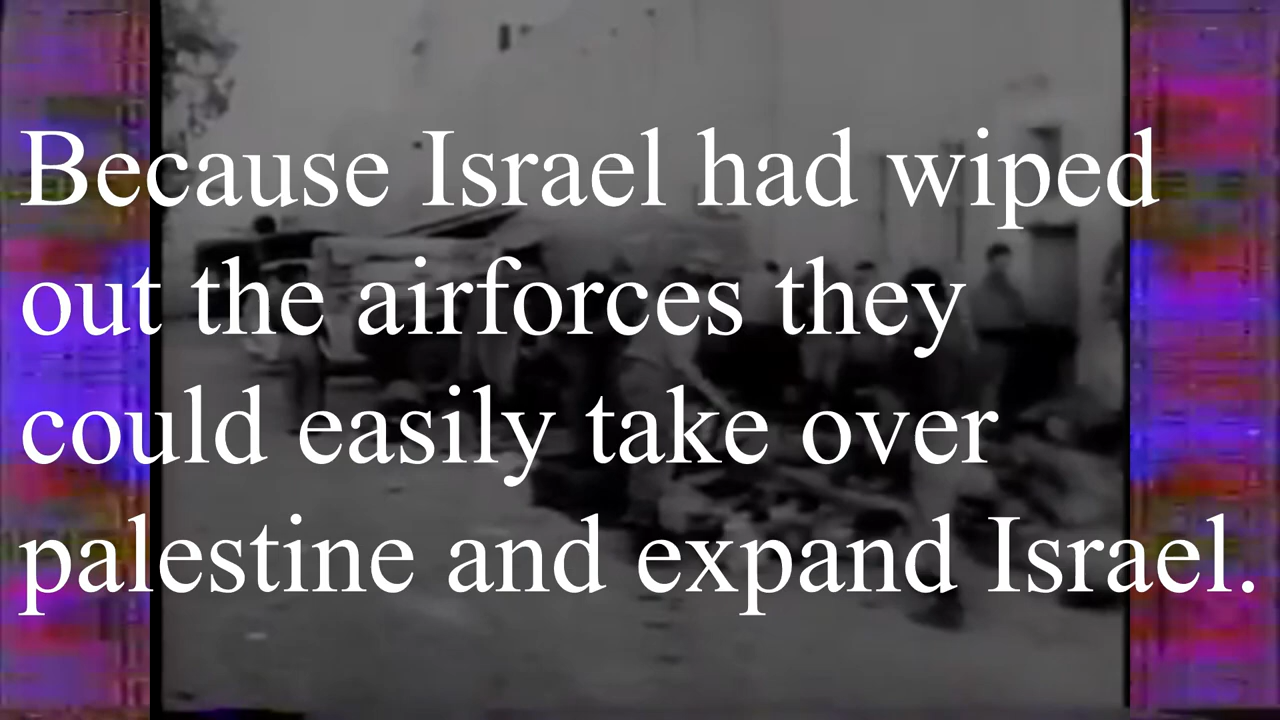 Because Israel had wiped
out the airforces they
could easily take over
palestine and expand Israel.